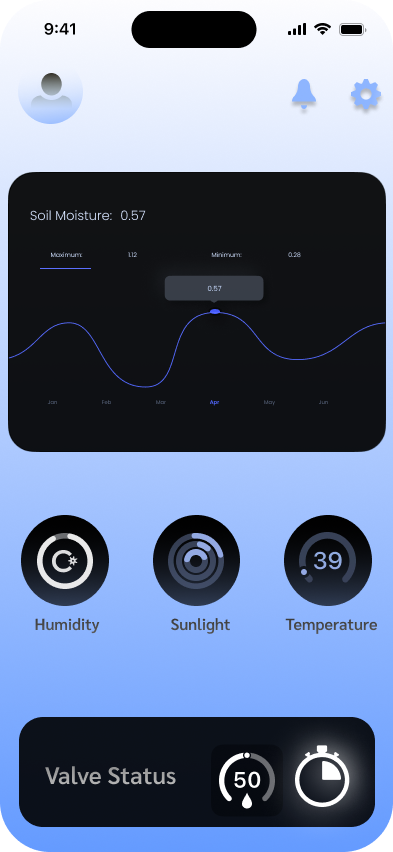 9:41
Soil Moisture: 0.57
Maximum: 1.12 Minimum: 0.28
0.57
Jan Feb Mar Apr May Jun
39
Humidity Sunlight Temperature
Valve Status 50